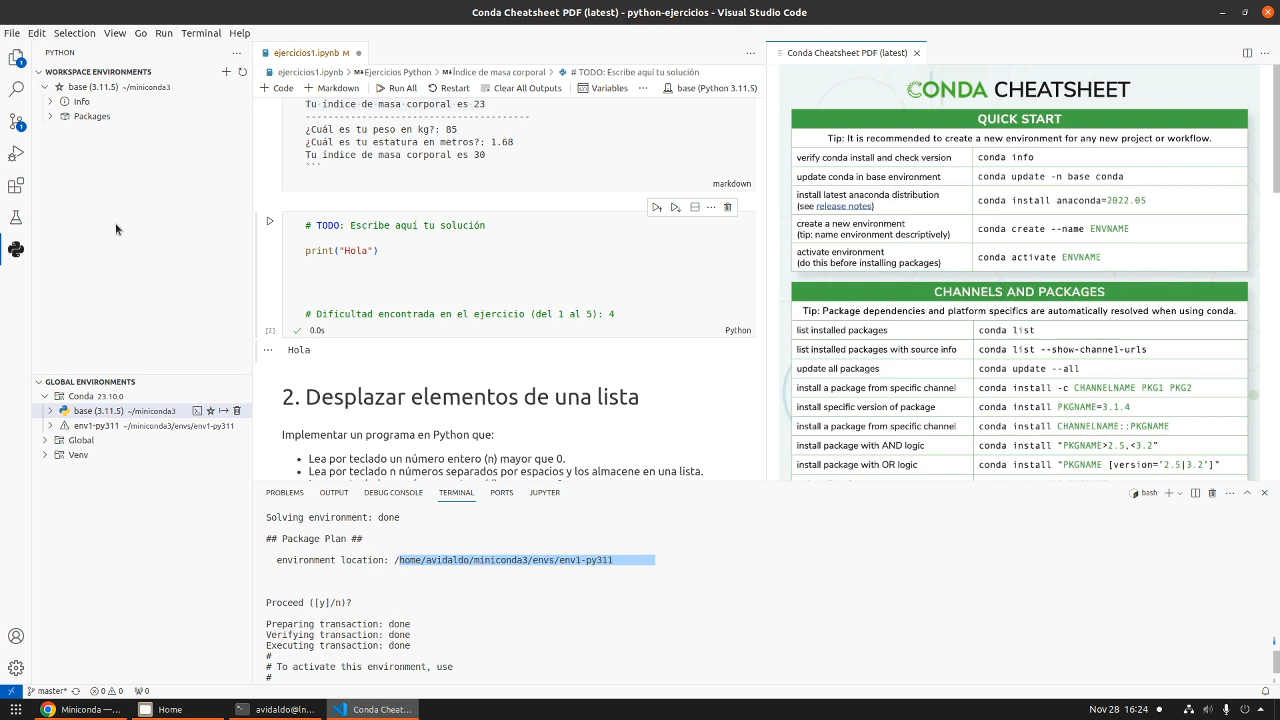 Conda Cheatsheet PDF (latest) - python-ejercicios - Visual Studio Code
File Edit Selection View Go Run Terminal Help
PYTHON
WORKSPACE ENVIRONMENTS
base (3.11.5) ~/miniconda3
Info
Packages
GLOBAL ENVIRONMENTS
Conda 23.10.0
base (3.11.5) ~/miniconda3
env1-py311 ~/miniconda3/envs/env1-py311
Global
Venv
ejercicios1.ipynb M
ejercicios1.ipynb > Ejercicios Python > Índice de masa corporal > # TODO: Escribe aquí tu solución
+ Code + Markdown Run All Restart Clear All Outputs Variables ... base (Python 3.11.5)
Tu índice de masa corporal es 23
--------------------------------------
¿Cuál es tu peso en kg?: 85
¿Cuál es tu estatura en metros?: 1.68
Tu índice de masa corporal es 30
```
markdown
# TODO: Escribe aquí tu solución
print("Hola")
# Dificultad encontrada en el ejercicio (del 1 al 5): 4
[2] 0.0s Python
... Hola
2. Desplazar elementos de una lista
Implementar un programa en Python que:
• Lea por teclado un número entero (n) mayor que 0.
• Lea por teclado n números separados por espacios y los almacene en una lista.
Conda Cheatsheet PDF (latest)
CONDA CHEATSHEET
QUICK START
Tip: It is recommended to create a new environment for any new project or workflow.
verify conda install and check version conda info
update conda in base environment conda update -n base conda
install latest anaconda distribution
(see release notes) conda install anaconda=2022.05
create a new environment
(tip: name environment descriptively) conda create --name ENVNAME
activate environment
(do this before installing packages) conda activate ENVNAME
CHANNELS AND PACKAGES
Tip: Package dependencies and platform specifics are automatically resolved when using conda.
list installed packages conda list
list installed packages with source info conda list --show-channel-urls
update all packages conda update --all
install a package from specific channel conda install -c CHANNELNAME PKG1 PKG2
install specific version of package conda install PKGNAME=3.1.4
install a package from specific channel conda install CHANNELNAME::PKGNAME
install package with AND logic conda install "PKGNAME>2.5,<3.2"
install package with OR logic conda install "PKGNAME [version='2.5|3.2']"
PROBLEMS OUTPUT DEBUG CONSOLE TERMINAL PORTS JUPYTER
bash
Solving environment: done
## Package Plan ##
environment location: /home/avidaldo/miniconda3/envs/env1-py311
Proceed ([y]/n)?
Preparing transaction: done
Verifying transaction: done
Executing transaction: done
#
# To activate this environment, use
#
master* 0 0 0
Miniconda —... Home avidaldo@ln... Conda Cheat... Nov 28 16:24